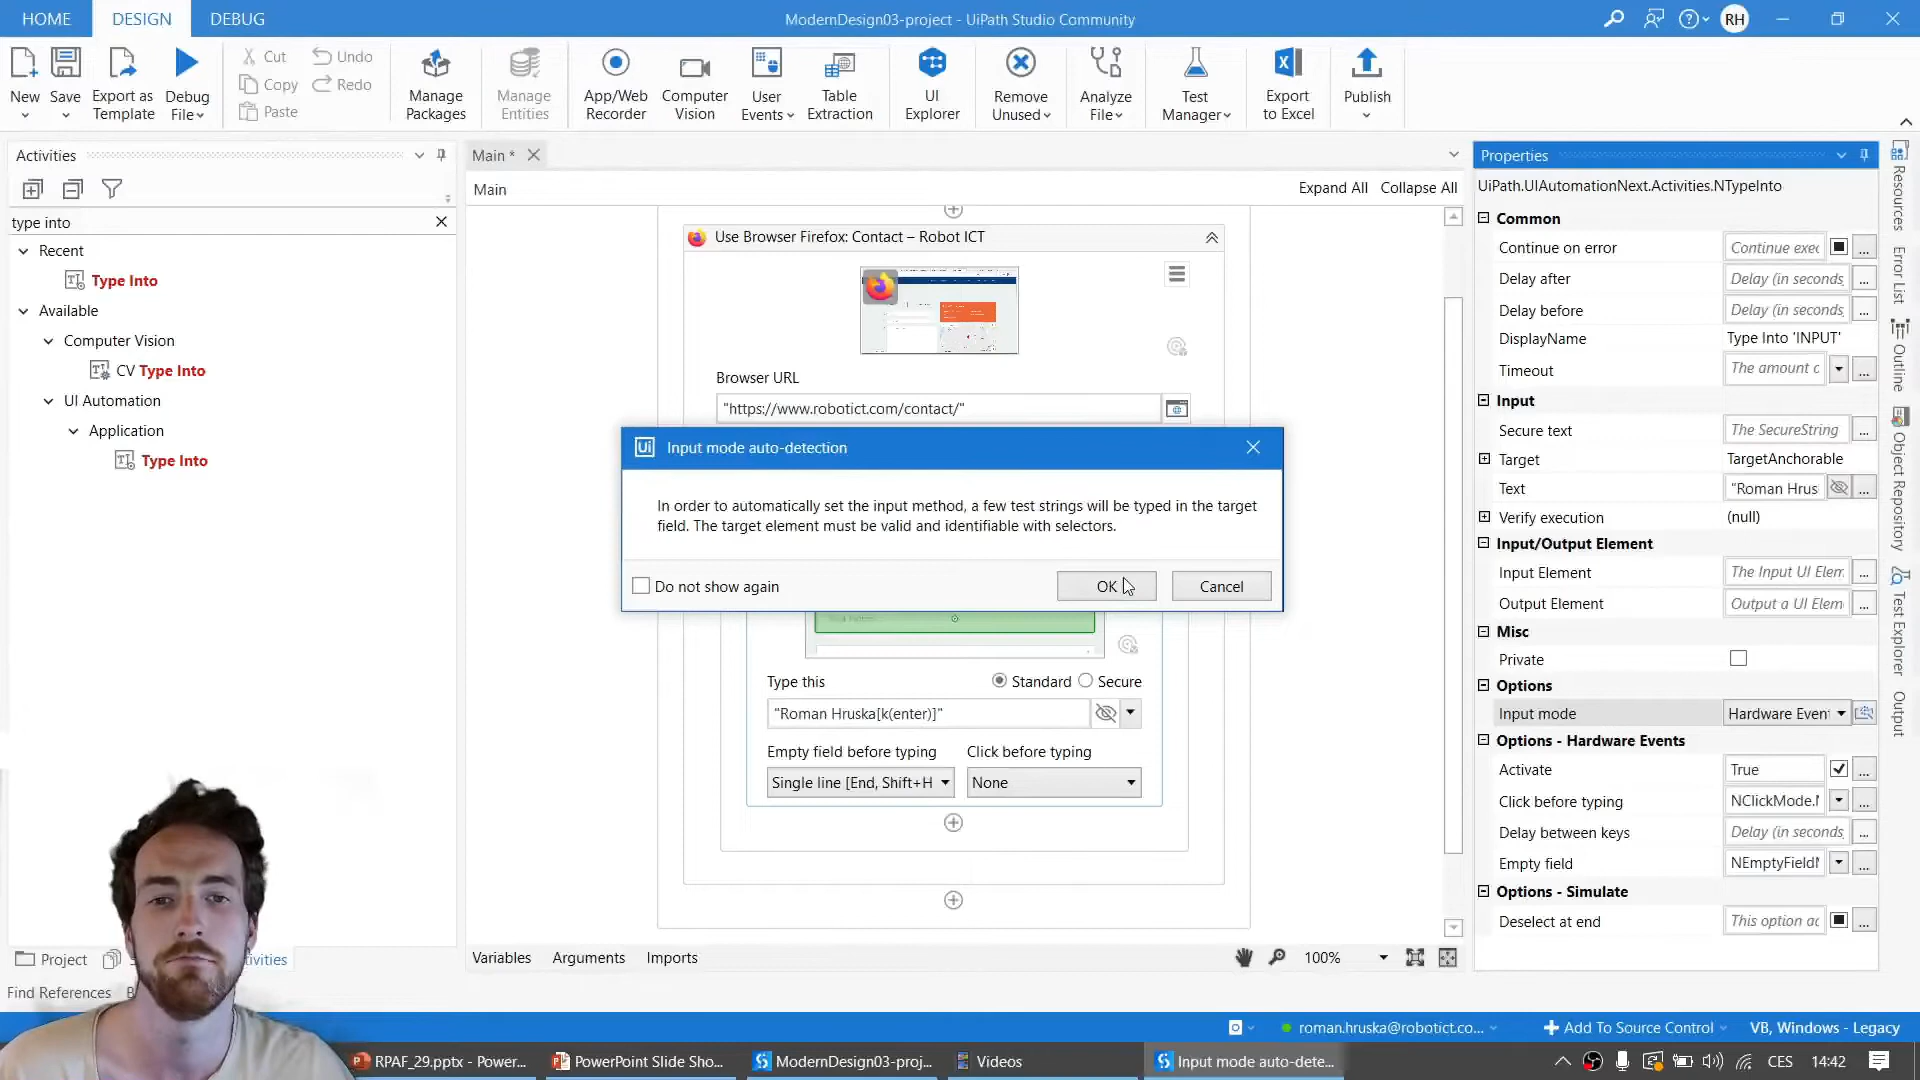 HOME
DESIGN
DEBUG
ModernDesign03-project - UiPath Studio Community
RH
New
Save
Export as
Template
Debug
File
Cut
Copy
Paste
Undo
Redo
Manage
Packages
Manage
Entities
App/Web
Recorder
Computer
Vision
User
Events
Table
Extraction
UI
Explorer
Remove
Unused
Analyze
File
Test
Manager
Export
to Excel
Publish
Activities
type into
Recent
Type Into
Available
Computer Vision
CV Type Into
UI Automation
Application
Type Into
Project
Find References
Main *
Main
Expand All
Collapse All
Use Browser Firefox: Contact – Robot ICT
Browser URL
"https://www.robotict.com/contact/"
Input mode auto-detection
In order to automatically set the input method, a few test strings will be typed in the target
field. The target element must be valid and identifiable with selectors.
Do not show again
OK
Cancel
Type this
Standard
Secure
"Roman Hruska[k(enter)]"
Empty field before typing
Click before typing
Single line [End, Shift+H
None
Variables
Arguments
Imports
100%
Properties
UiPath.UIAutomationNext.Activities.NTypeInto
Common
Continue on error
Continue exec
Delay after
Delay (in seconds,
Delay before
Delay (in seconds,
DisplayName
Type Into 'INPUT'
Timeout
The amount o
Input
Secure text
The SecureString
Target
TargetAnchorable
Text
"Roman Hrus
Verify execution
(null)
Input/Output Element
Input Element
The Input UI Elem
Output Element
Output a UI Elem
Misc
Private
Options
Input mode
Hardware Even
Options - Hardware Events
Activate
True
Click before typing
NClickMode.
Delay between keys
Delay (in seconds,
Empty field
NEmptyField
Options - Simulate
Deselect at end
This option ac
Resources
Error List
Outline
Object Repository
Test Explorer
Output
roman.hruska@robotict.co...
Add To Source Control
VB, Windows - Legacy
RPAF_29.pptx - Power...
PowerPoint Slide Sho...
ModernDesign03-proj...
Videos
Input mode auto-dete...
CES
14:42